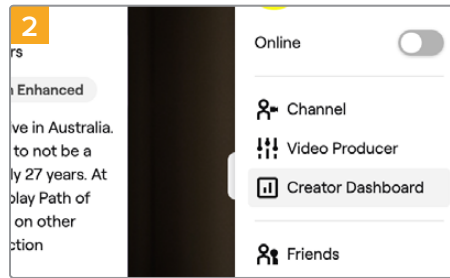 2
rs
n Enhanced
ve in Australia.
to not be a
ly 27 years. At
play Path of
on other
ction
Online
Channel
Video Producer
Creator Dashboard
Friends